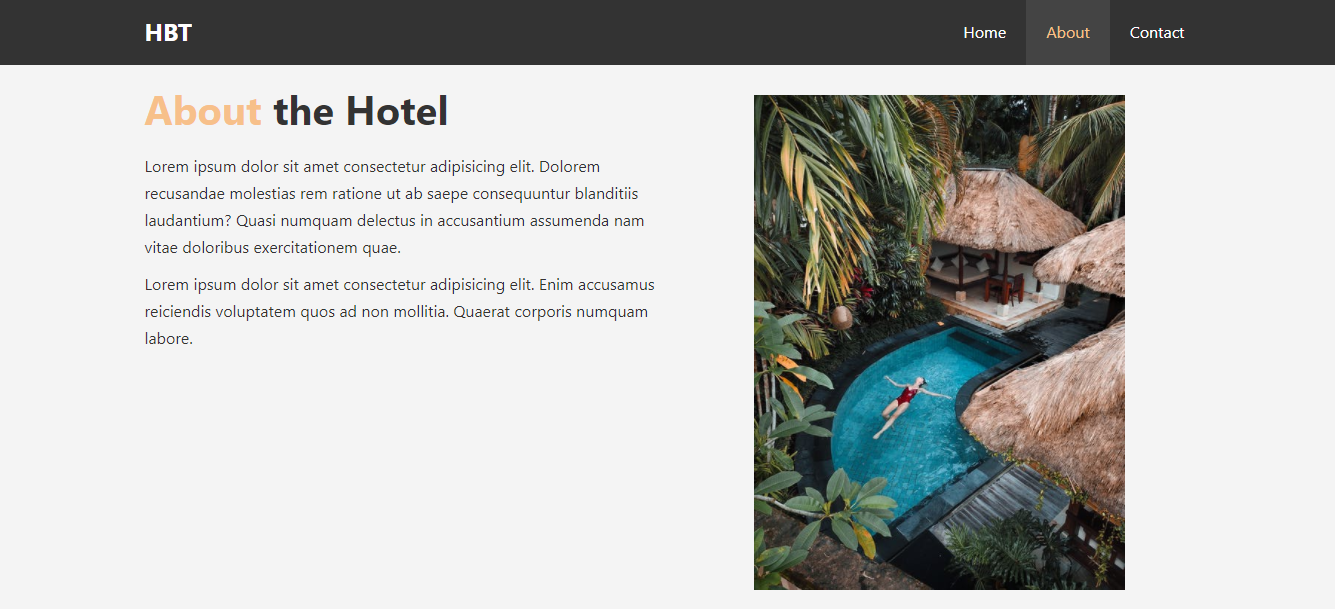 HBT
Home
About
Contact
About the Hotel
Lorem ipsum dolor sit amet consectetur adipisicing elit. Dolorem
recusandae molestias rem ratione ut ab saepe consequuntur blanditiis
laudantium? Quasi numquam delectus in accusantium assumenda nam
vitae doloribus exercitationem quae.
Lorem ipsum dolor sit amet consectetur adipisicing elit. Enim accusamus
reiciendis voluptatem quos ad non mollitia. Quaerat corporis numquam
labore.